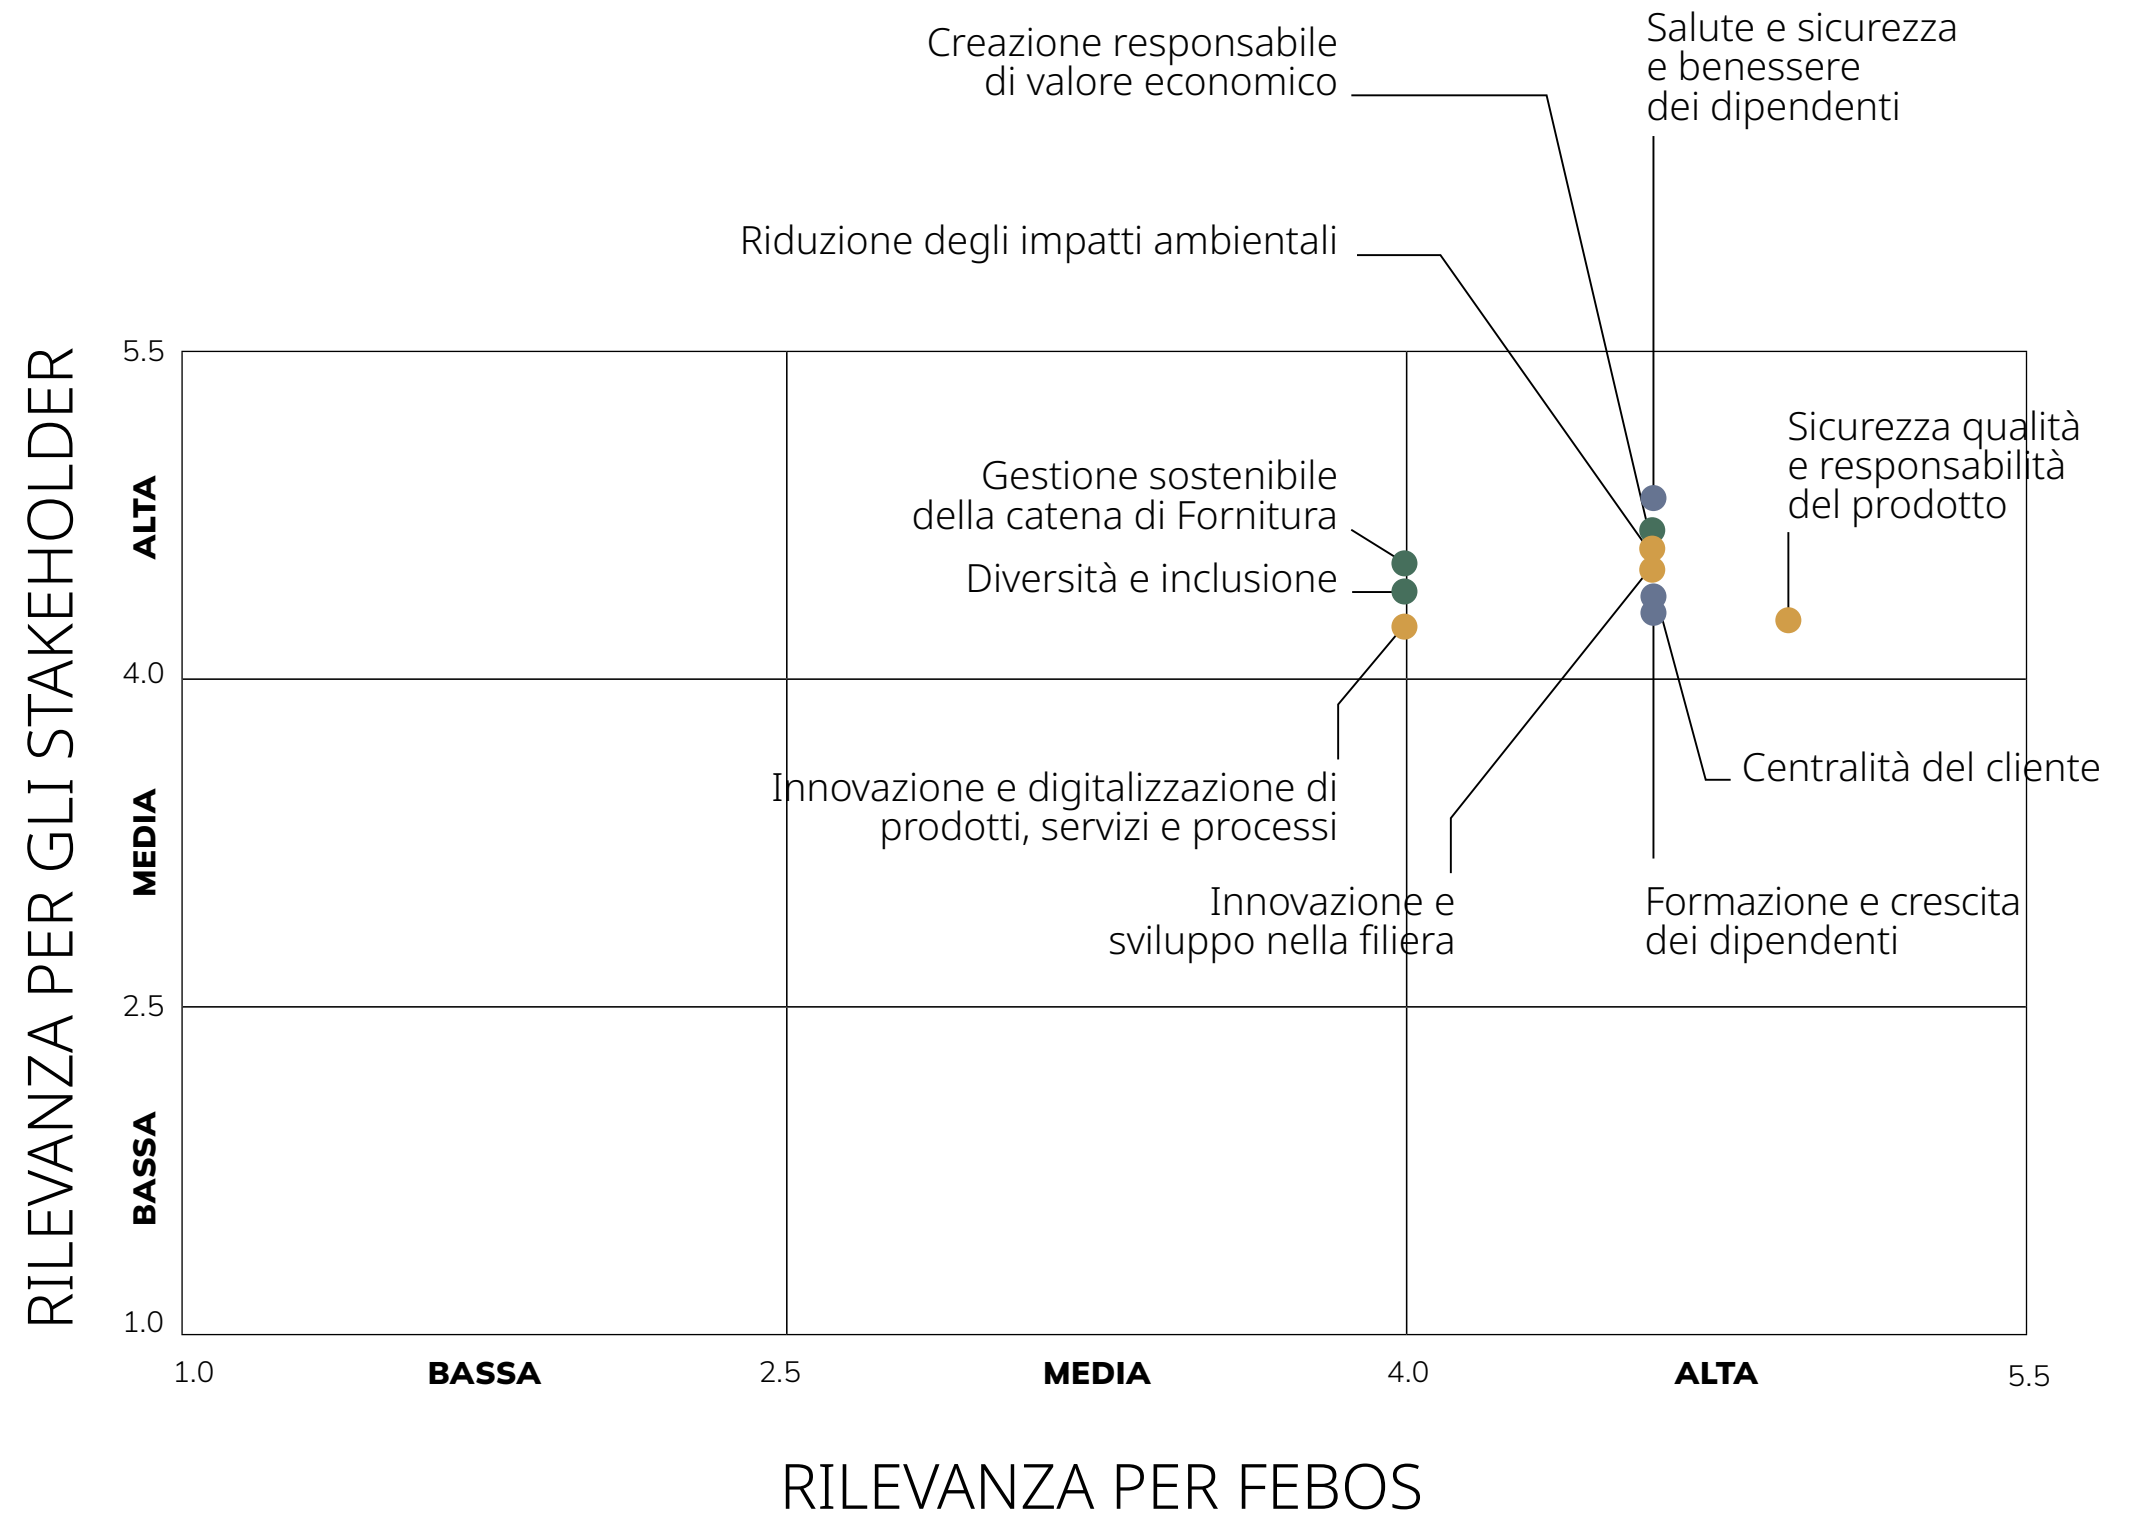 Creazione responsabile
di valore economico
Salute e sicurezza
e benessere
dei dipendenti
Riduzione degli impatti ambientali
RILEVANZA PER GLI STAKEHOLDER
5.5
ALTA
4.0
MEDIA
2.5
BASSA
1.0
Gestione sostenibile
della catena di Fornitura
Diversità e inclusione
Sicurezza qualità
e responsabilità
del prodotto
Innovazione e digitalizzazione di
prodotti, servizi e processi
Centralità del cliente
Innovazione e
sviluppo nella filiera
Formazione e crescita
dei dipendenti
1.0 BASSA 2.5 MEDIA 4.0 ALTA 5.5
RILEVANZA PER FEBOS